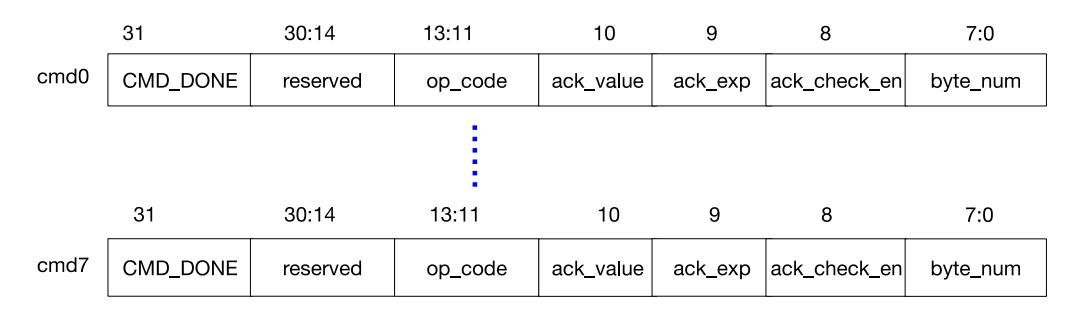 31 30:14 13:11 10 9 8 7:0
cmd0 CMD_DONE reserved op_code ack_value ack_exp ack_check_en byte_num
31 30:14 13:11 10 9 8 7:0
cmd7 CMD_DONE reserved op_code ack_value ack_exp ack_check_en byte_num